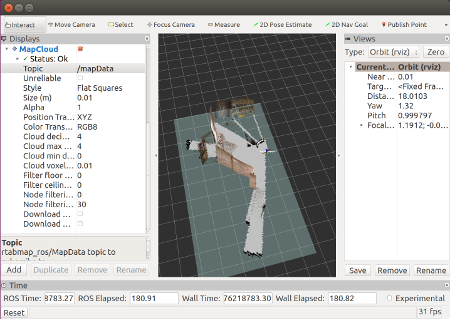 Interact Move Camera Select Focus Camera Measure 2D Pose Estimate 2D Nav Goal Publish Point
Displays
MapCloud
Status: Ok
Topic /mapData
Unreliable
Style Flat Squares
Size (m) 0.01
Alpha 1
Position Tra... XYZ
Color Trans... RGB8
Cloud deci... 4
Cloud max ... 4
Cloud min d... 0
Cloud voxel... 0.01
Filter floor ... 0
Filter ceilin... 0
Node filteri... 0
Node filteri... 30
Download ...
Download ...
Topic
rtabmap_ros/MapData topic to
Add Duplicate Remove Rename
Views
Type: Orbit (rviz) Zero
Current... Orbit (rviz)
Near ... 0.01
Targ... <Fixed Fram
Dista... 18.0103
Yaw 1.32
Pitch 0.999797
Focal... 1.1912; -0.0
Save Remove Rename
Time
ROS Time: 8783.27 ROS Elapsed: 180.91 Wall Time: 76218783.30 Wall Elapsed: 180.82 Experimental
Reset 31 fps